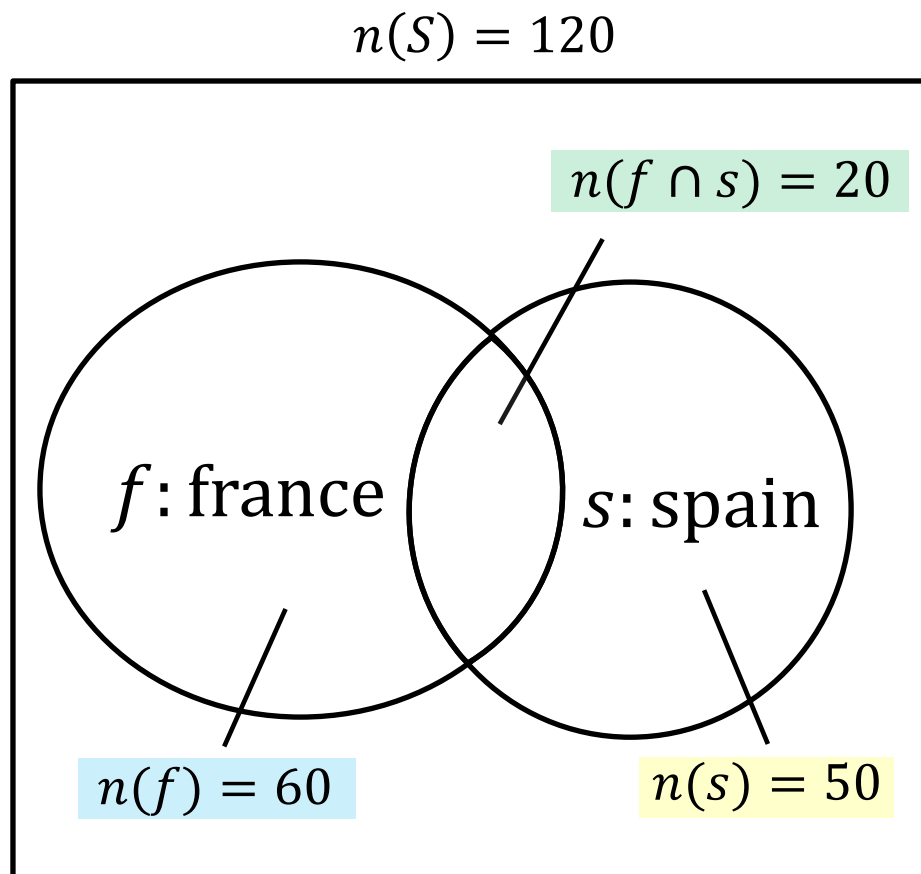 n(S) = 120
n(f ∩ s) = 20
f: france
s: spain
n(f) = 60
n(s) = 50